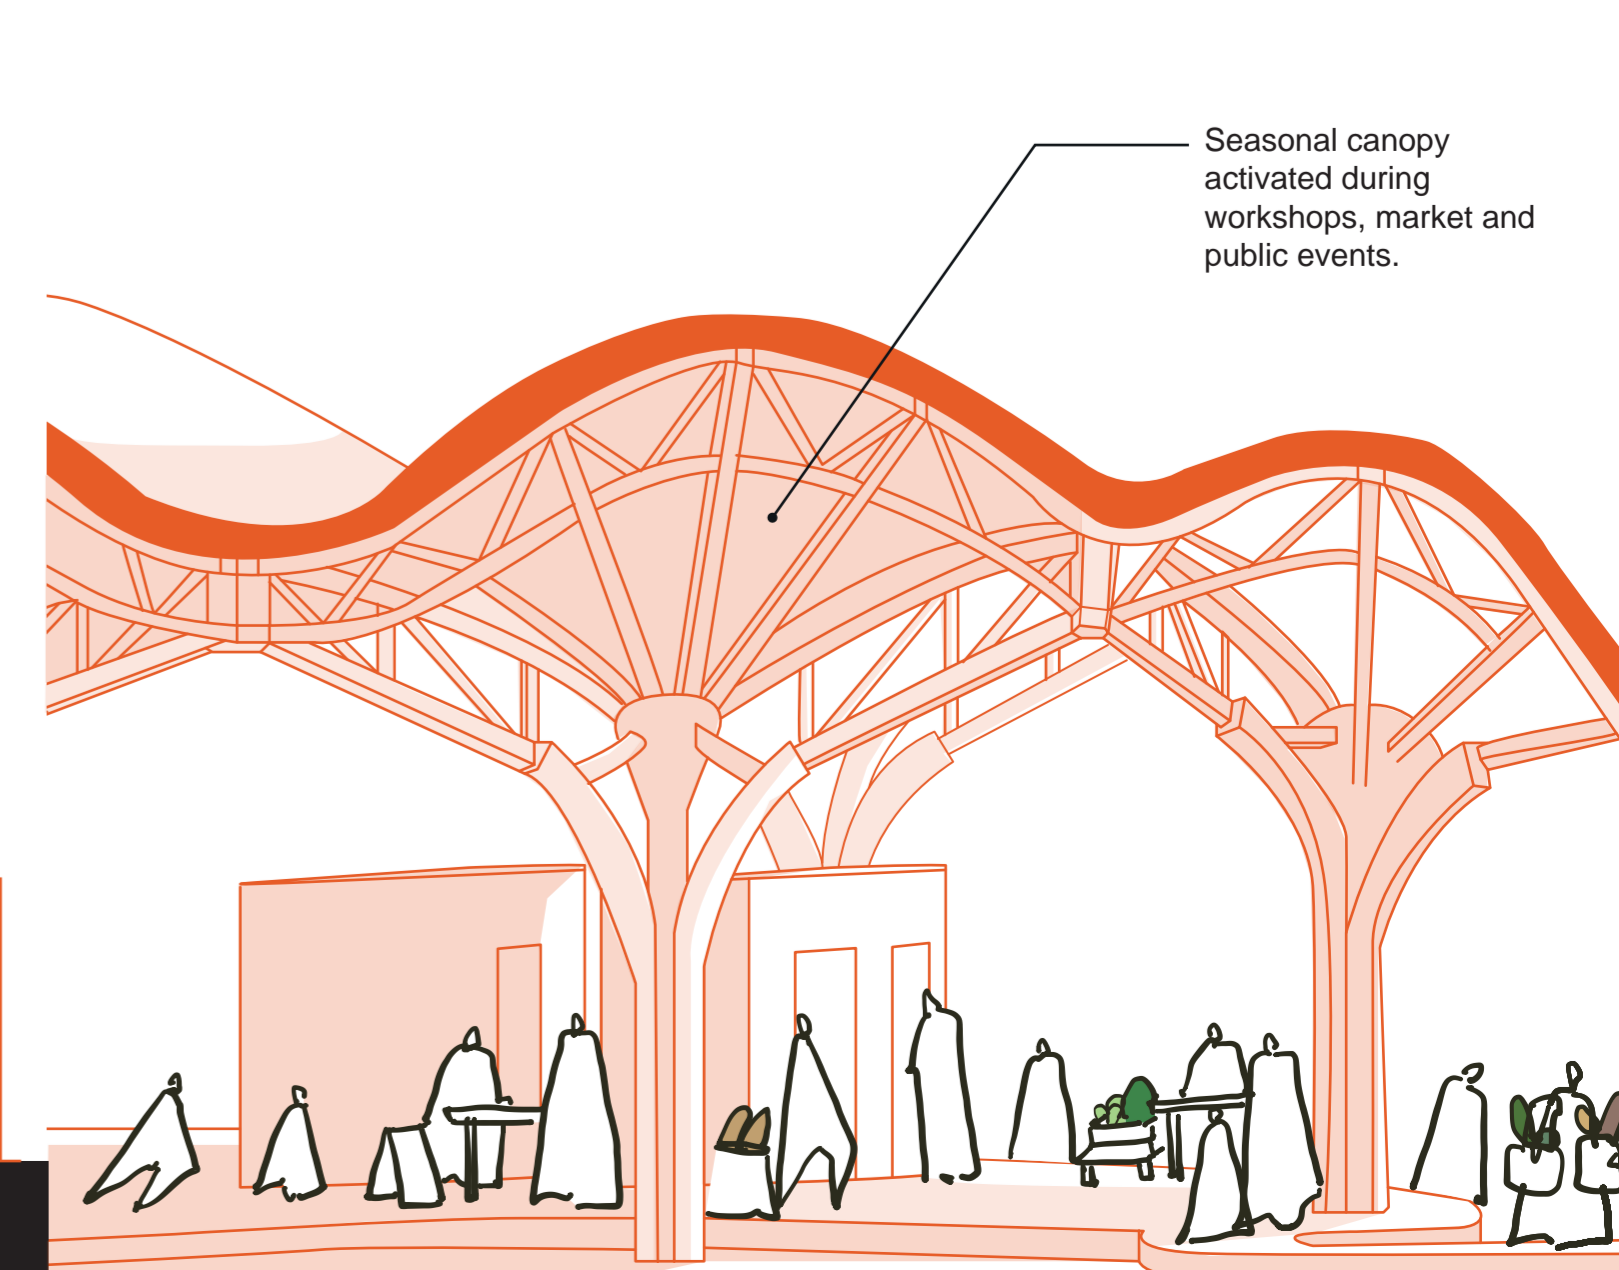 Seasonal canopy
activated during
workshops, market and
public events.